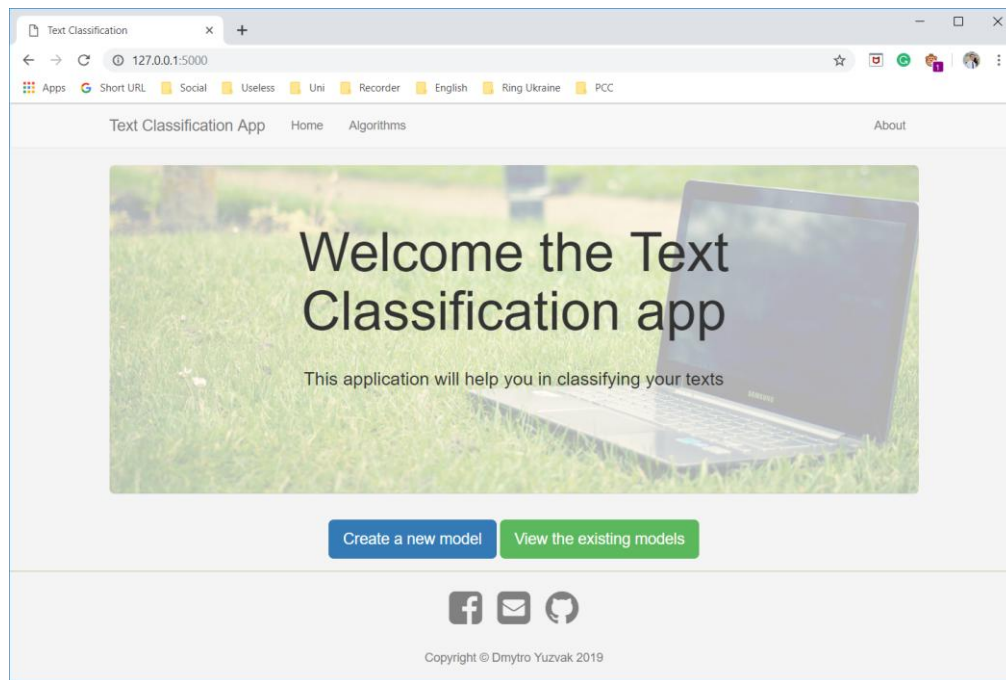 Text Classification
127.0.0.1:5000
Apps Short URL Social Useless Uni Recorder English Ring Ukraine PCC
Text Classification App Home Algorithms About
Welcome the Text
Classification app
This application will help you in classifying your texts
SAMSUNG
Create a new model View the existing models
Copyright © Dmytro Yuzvak 2019